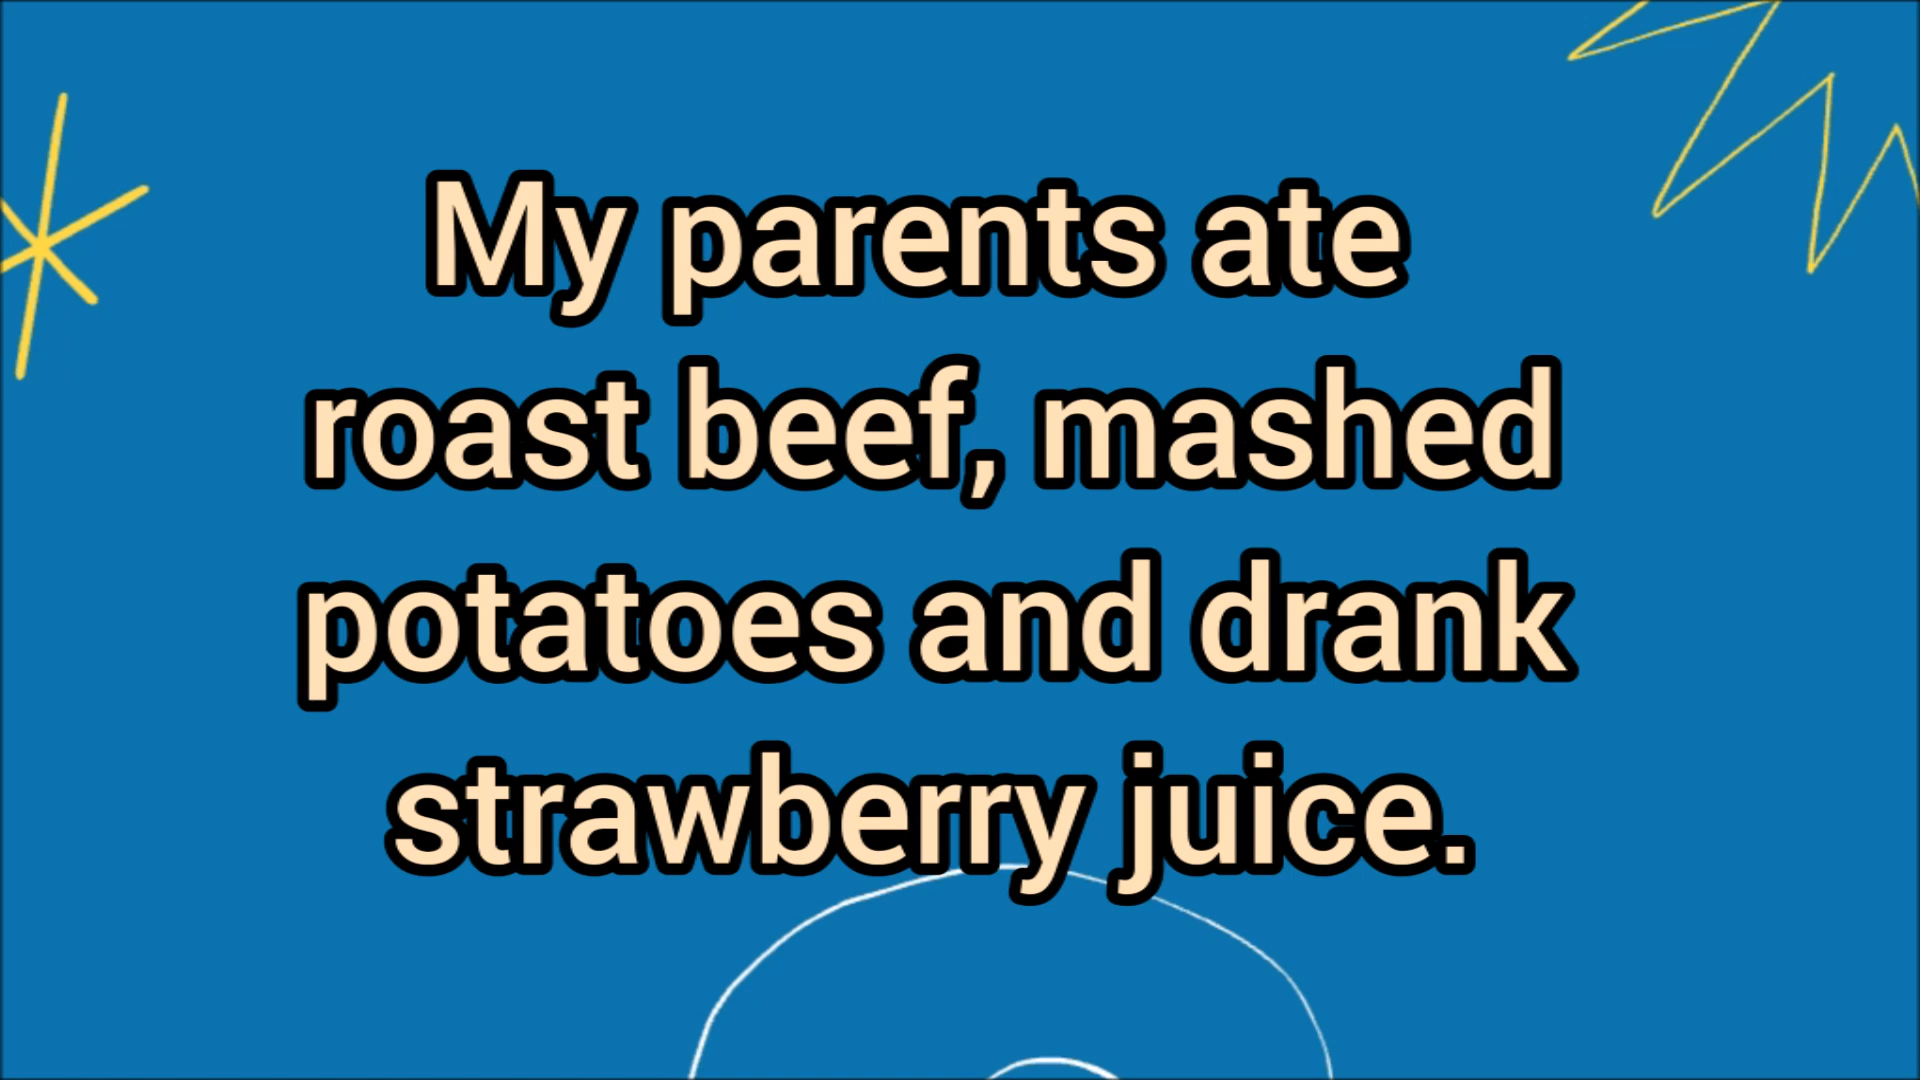 My parents ate
roast beef, mashed
potatoes and drank
strawberry juice.